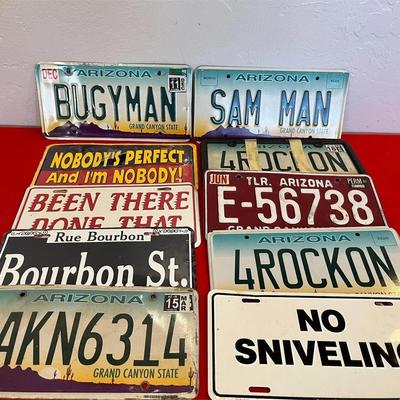 DEC
ARIZONA
11
BUGYMAN
GRAND CANYON STATE
ARIZONA
SAM MAN
GRAND CANYON STATE
NOBODY'S PERFECT
And I'm NOBODY!
18
4ROCKON
BEEN THERE
DONE THAT
JUN
TLR. ARIZONA
PERM
E-56738
GRAND CANYON STATE
Rue Bourbon
Bourbon St.
ARIZONA
4ROCKON
ARIZONA
15
MAR
AKN6314
GRAND CANYON STATE
NO
SNIVELING